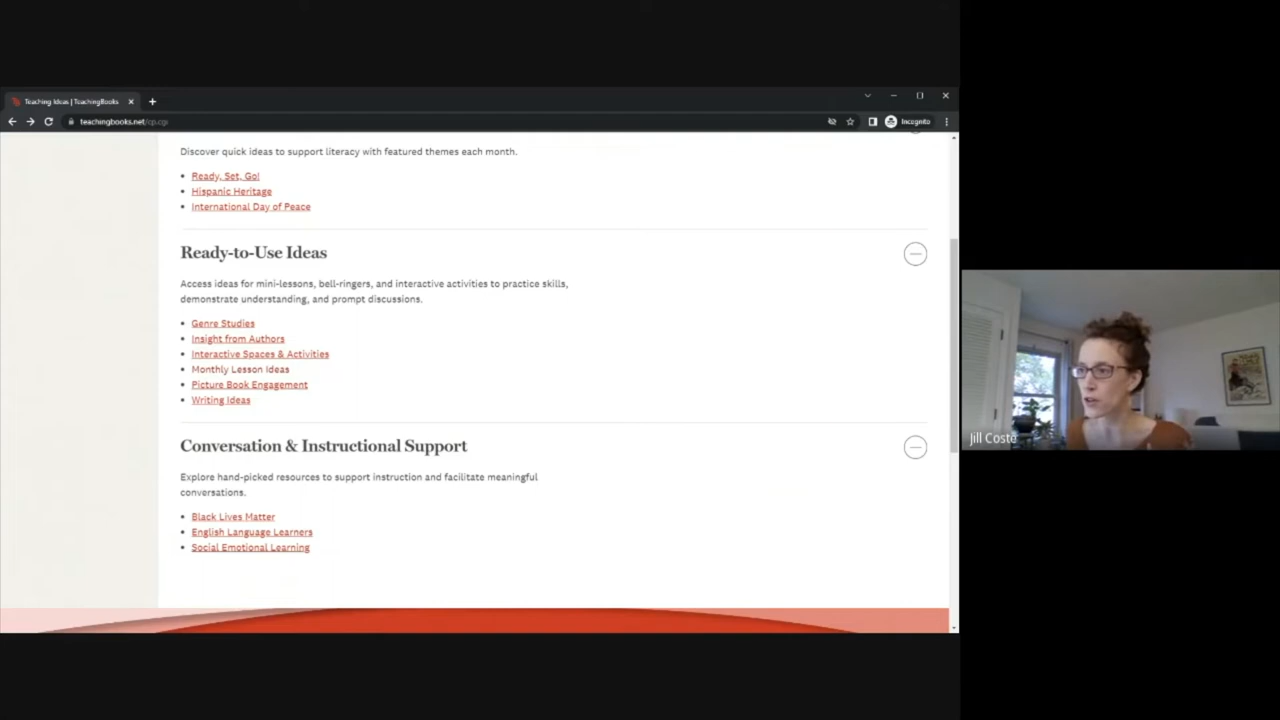 Teaching Ideas | TeachingBooks
teachingbooks.net/cp.cgi
Incognito
Discover quick ideas to support literacy with featured themes each month.
Ready, Set, Go!
Hispanic Heritage
International Day of Peace
Ready-to-Use Ideas
Access ideas for mini-lessons, bell-ringers, and interactive activities to practice skills,
demonstrate understanding, and prompt discussions.
Genre Studies
Insight from Authors
Interactive Spaces & Activities
Monthly Lesson Ideas
Picture Book Engagement
Writing Ideas
Conversation & Instructional Support
Explore hand-picked resources to support instruction and facilitate meaningful
conversations.
Black Lives Matter
English Language Learners
Social Emotional Learning
Jill Coste